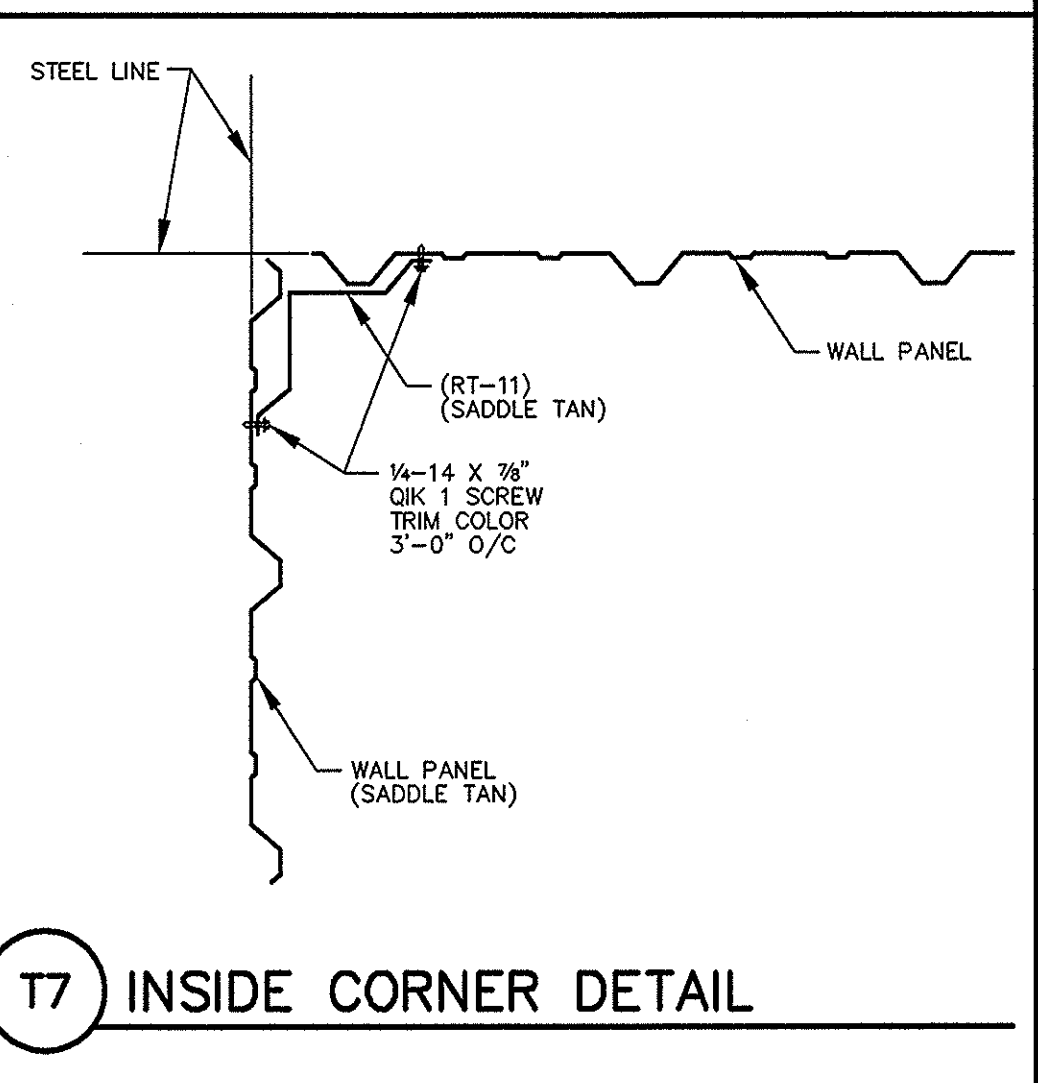 STEEL LINE
WALL PANEL
(RT-11)
(SADDLE TAN)
¼-14 X ⅞"
QIK 1 SCREW
TRIM COLOR
3'-0" O/C
WALL PANEL
(SADDLE TAN)
T7 INSIDE CORNER DETAIL